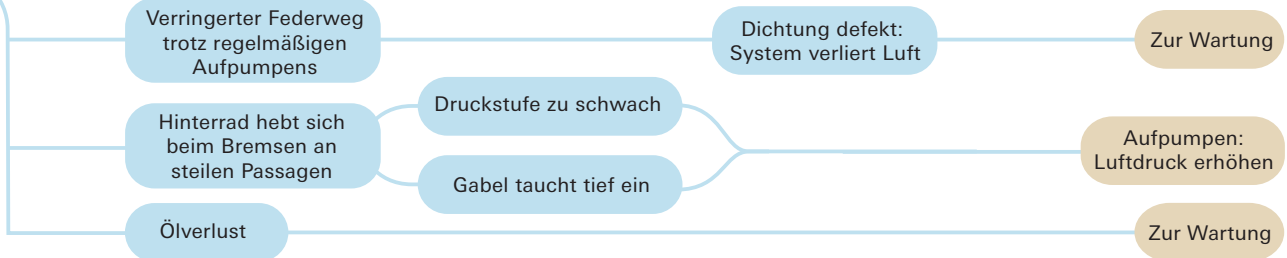 Verringerter Federweg
trotz regelmäßigen
Aufpumpens
Dichtung defekt:
System verliert Luft
Zur Wartung
Hinterrad hebt sich
beim Bremsen an
steilen Passagen
Druckstufe zu schwach
Gabel taucht tief ein
Aufpumpen:
Luftdruck erhöhen
Ölverlust
Zur Wartung